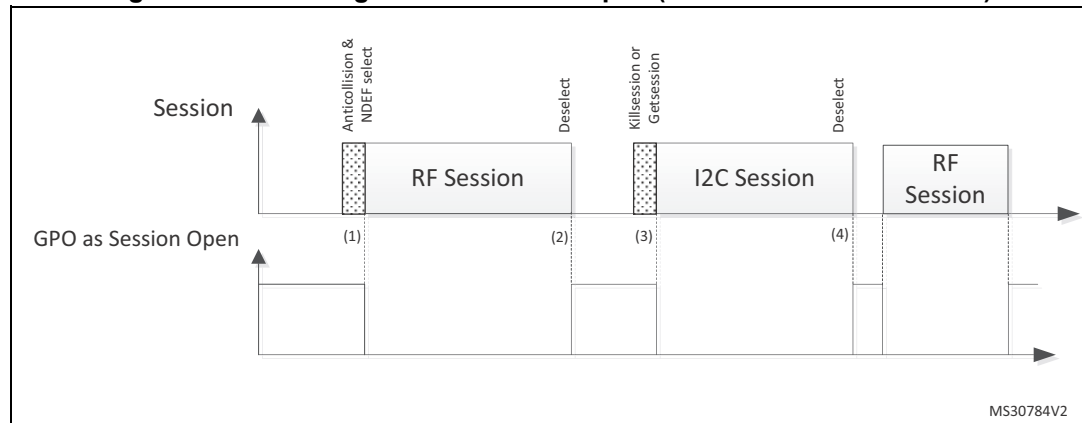 Anticollision &
NDEF select
Deselect
Killsession or
Getsession
Deselect
Session
RF Session
I2C Session
RF
Session
(1)
(2)
(3)
(4)
GPO as Session Open
MS30784V2